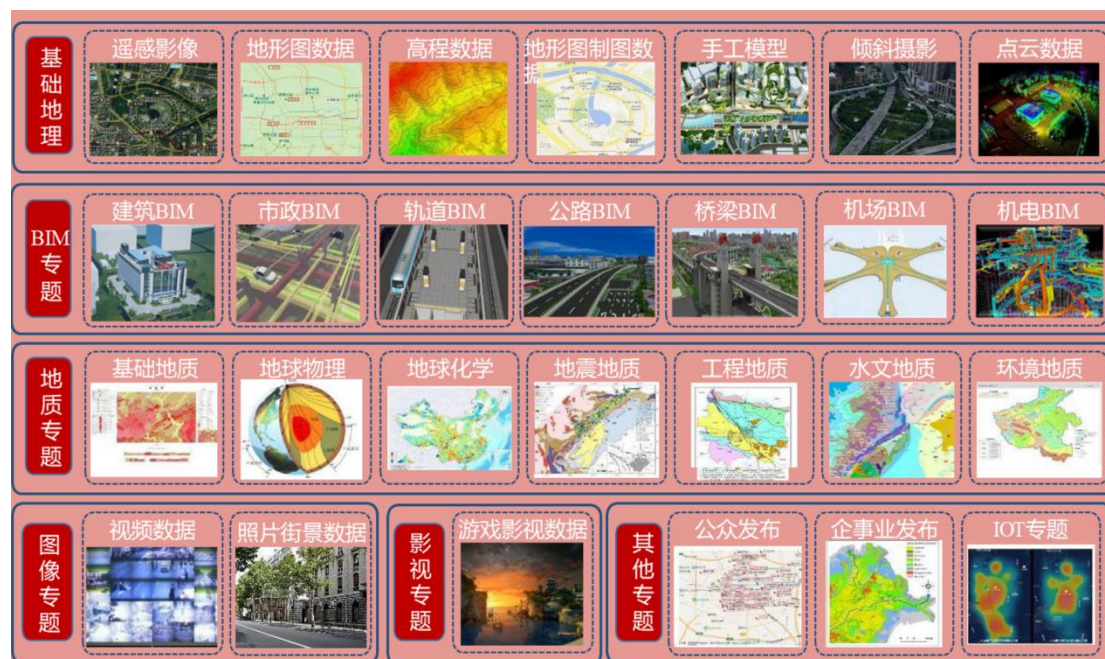 基础地理
遥感影像
地形图数据
高程数据
地形图制图数
据
手工模型
倾斜摄影
点云数据
BIM专题
建筑BIM
市政BIM
轨道BIM
公路BIM
桥梁BIM
机场BIM
机电BIM
地质专题
基础地质
地球物理
地球化学
地震地质
工程地质
水文地质
环境地质
图像专题
视频数据
照片街景数据
影视专题
游戏影视数据
其他专题
公众发布
企事业发布
IOT专题